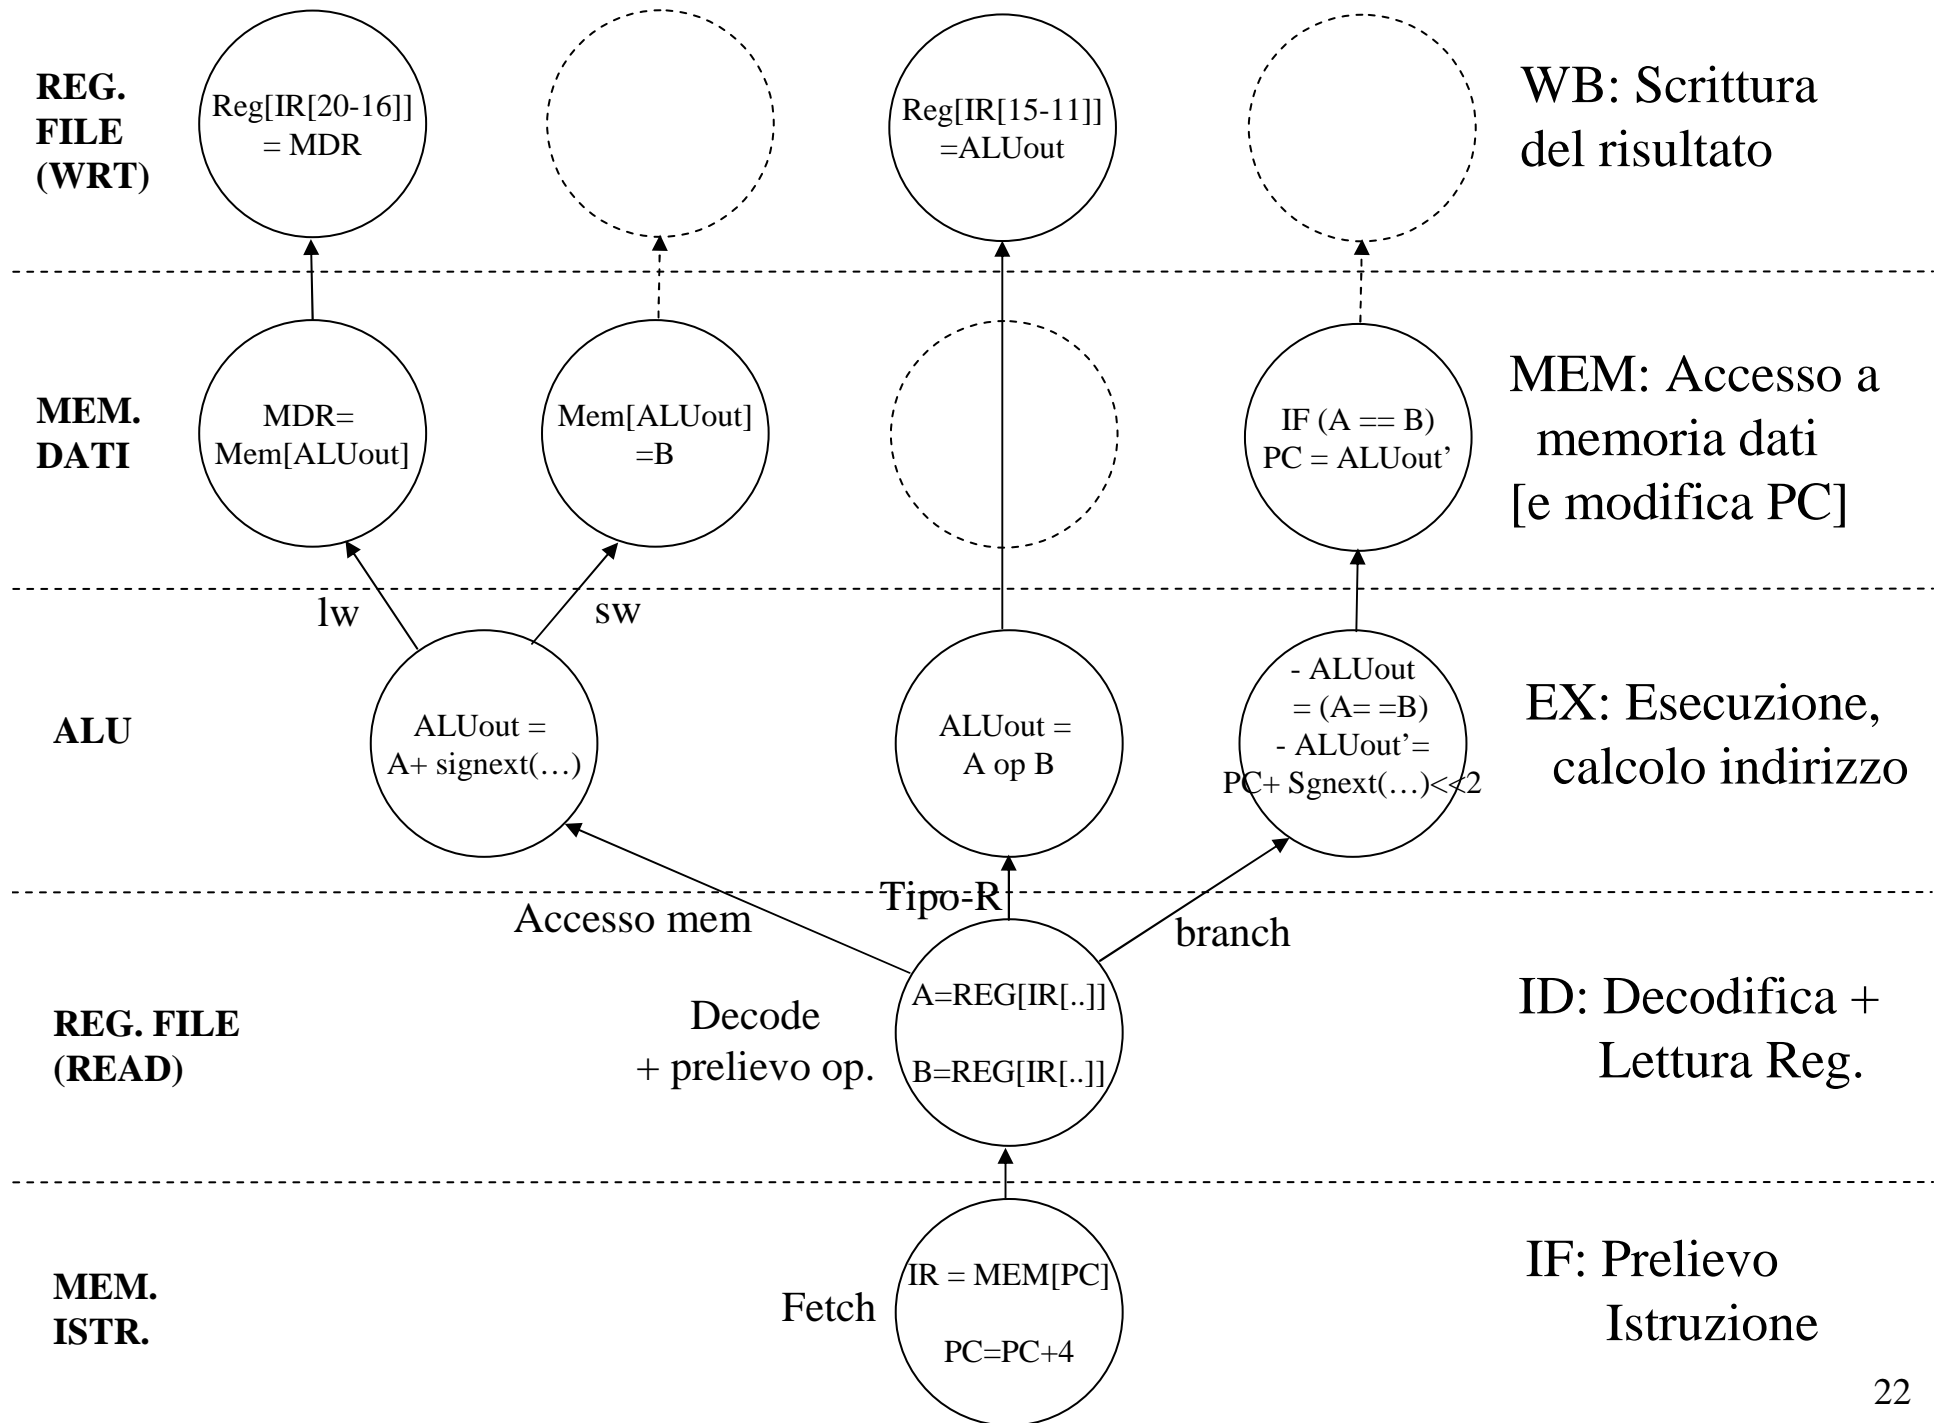 REG.
FILE
(WRT)
Reg[IR[20-16]]
= MDR
Reg[IR[15-11]]
=ALUout
WB: Scrittura
del risultato
MEM.
DATI
MDR=
Mem[ALUout]
Mem[ALUout]
=B
IF (A == B)
PC = ALUout’
MEM: Accesso a
memoria dati
[e modifica PC]
lw
sw
ALU
ALUout =
A+ signext(…)
ALUout =
A op B
- ALUout
= (A= =B)
- ALUout’=
PC+ Sgnext(…)<<2
EX: Esecuzione,
calcolo indirizzo
Accesso mem
Tipo-R
branch
REG. FILE
(READ)
Decode
+ prelievo op.
A=REG[IR[..]]
B=REG[IR[..]]
ID: Decodifica +
Lettura Reg.
MEM.
ISTR.
Fetch
IR = MEM[PC]
PC=PC+4
IF: Prelievo
Istruzione
22